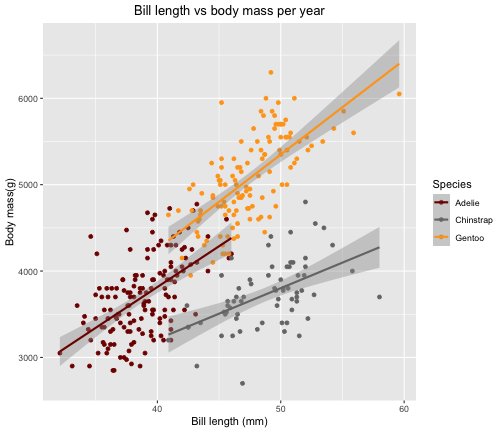 Bill length vs body mass per year
Body mass(g)
6000
5000
4000
3000
40
50
60
Bill length (mm)
Species
Adelie
Chinstrap
Gentoo